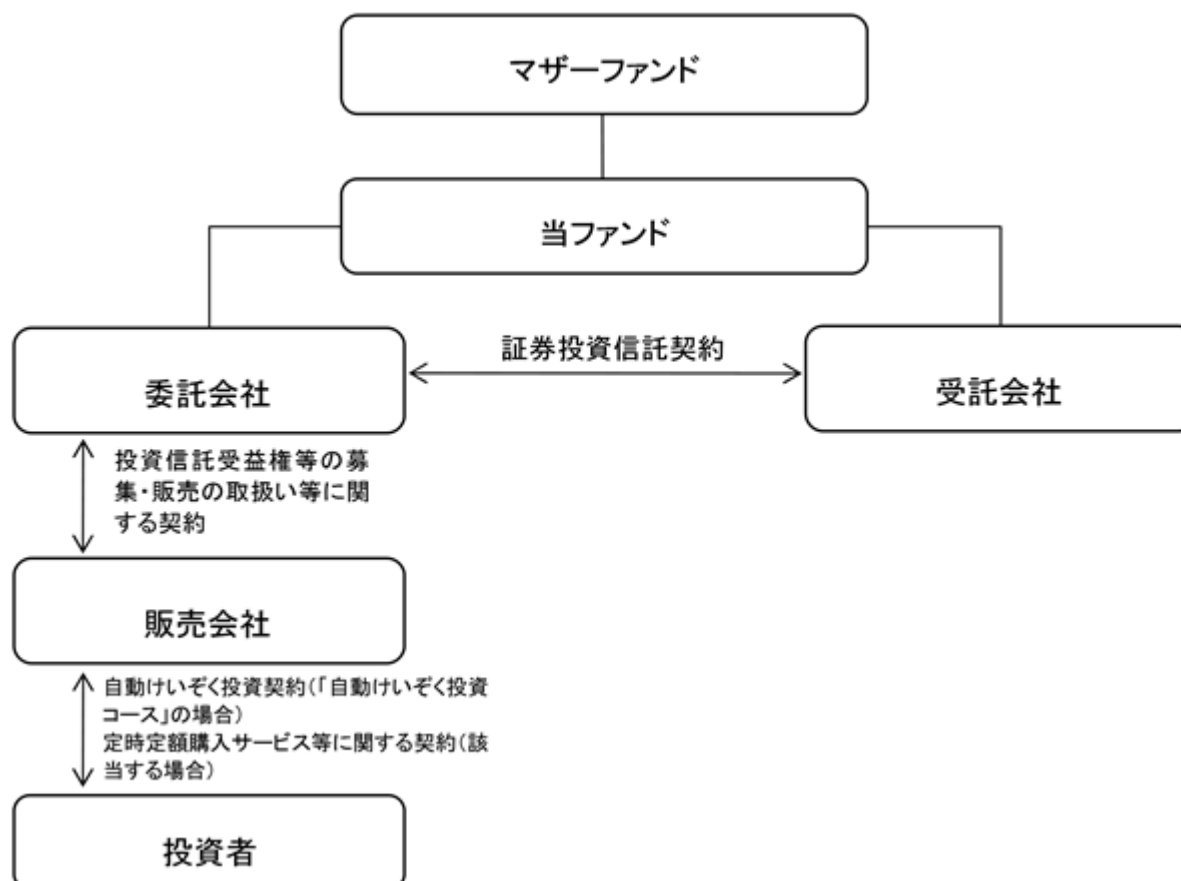 マザーファンド
当ファンド
証券投資信託契約
委託会社
受託会社
投資信託受益権等の募
集・販売の取扱い等に関
する契約
販売会社
自動けいぞく投資契約(「自動けいぞく投資
コース」の場合)
定時定額購入サービス等に関する契約(該
当する場合)
投資者